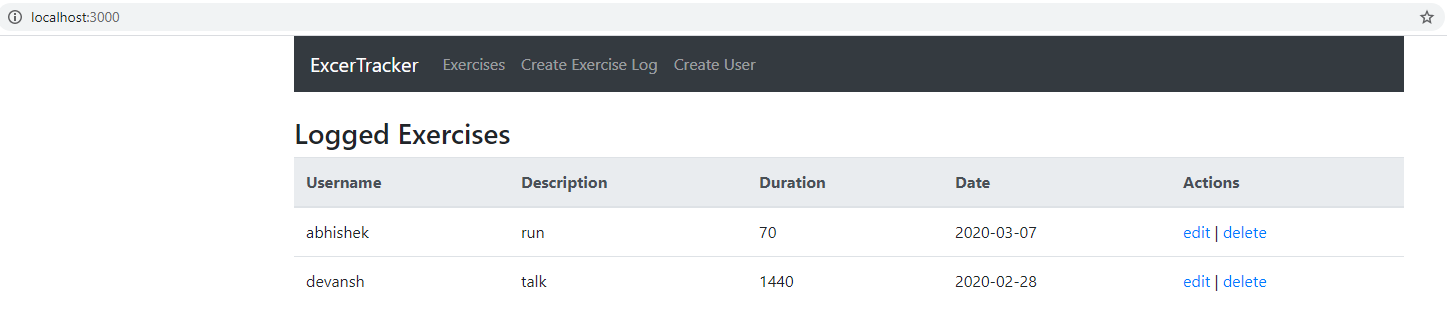 localhost:3000
ExcerTracker Exercises Create Exercise Log Create User
Logged Exercises
Username Description Duration Date Actions
abhishek run 70 2020-03-07 edit | delete
devansh talk 1440 2020-02-28 edit | delete